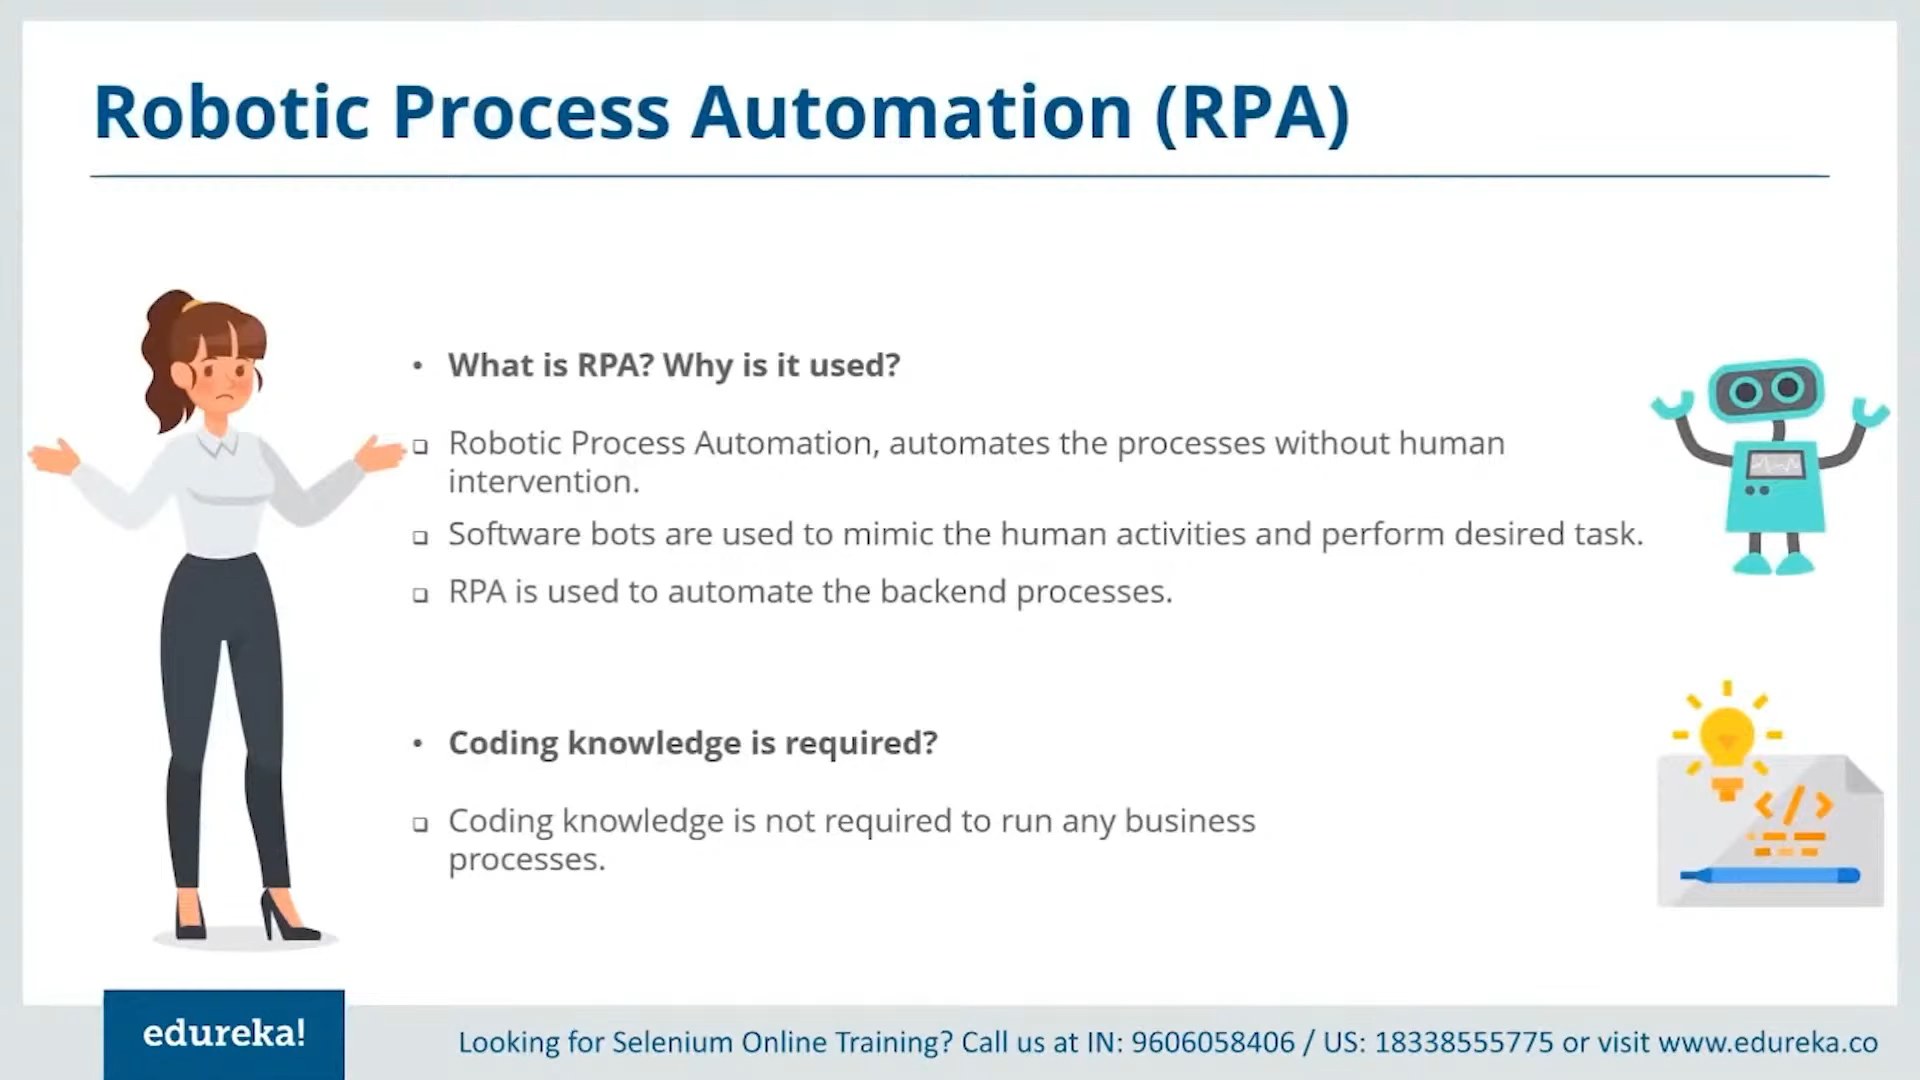 Robotic Process Automation (RPA)
• What is RPA? Why is it used?
❑ Robotic Process Automation, automates the processes without human
intervention.
❑ Software bots are used to mimic the human activities and perform desired task.
❑ RPA is used to automate the backend processes.
• Coding knowledge is required?
❑ Coding knowledge is not required to run any business
processes.
</>
edureka!
Looking for Selenium Online Training? Call us at IN: 9606058406 / US: 18338555775 or visit www.edureka.co